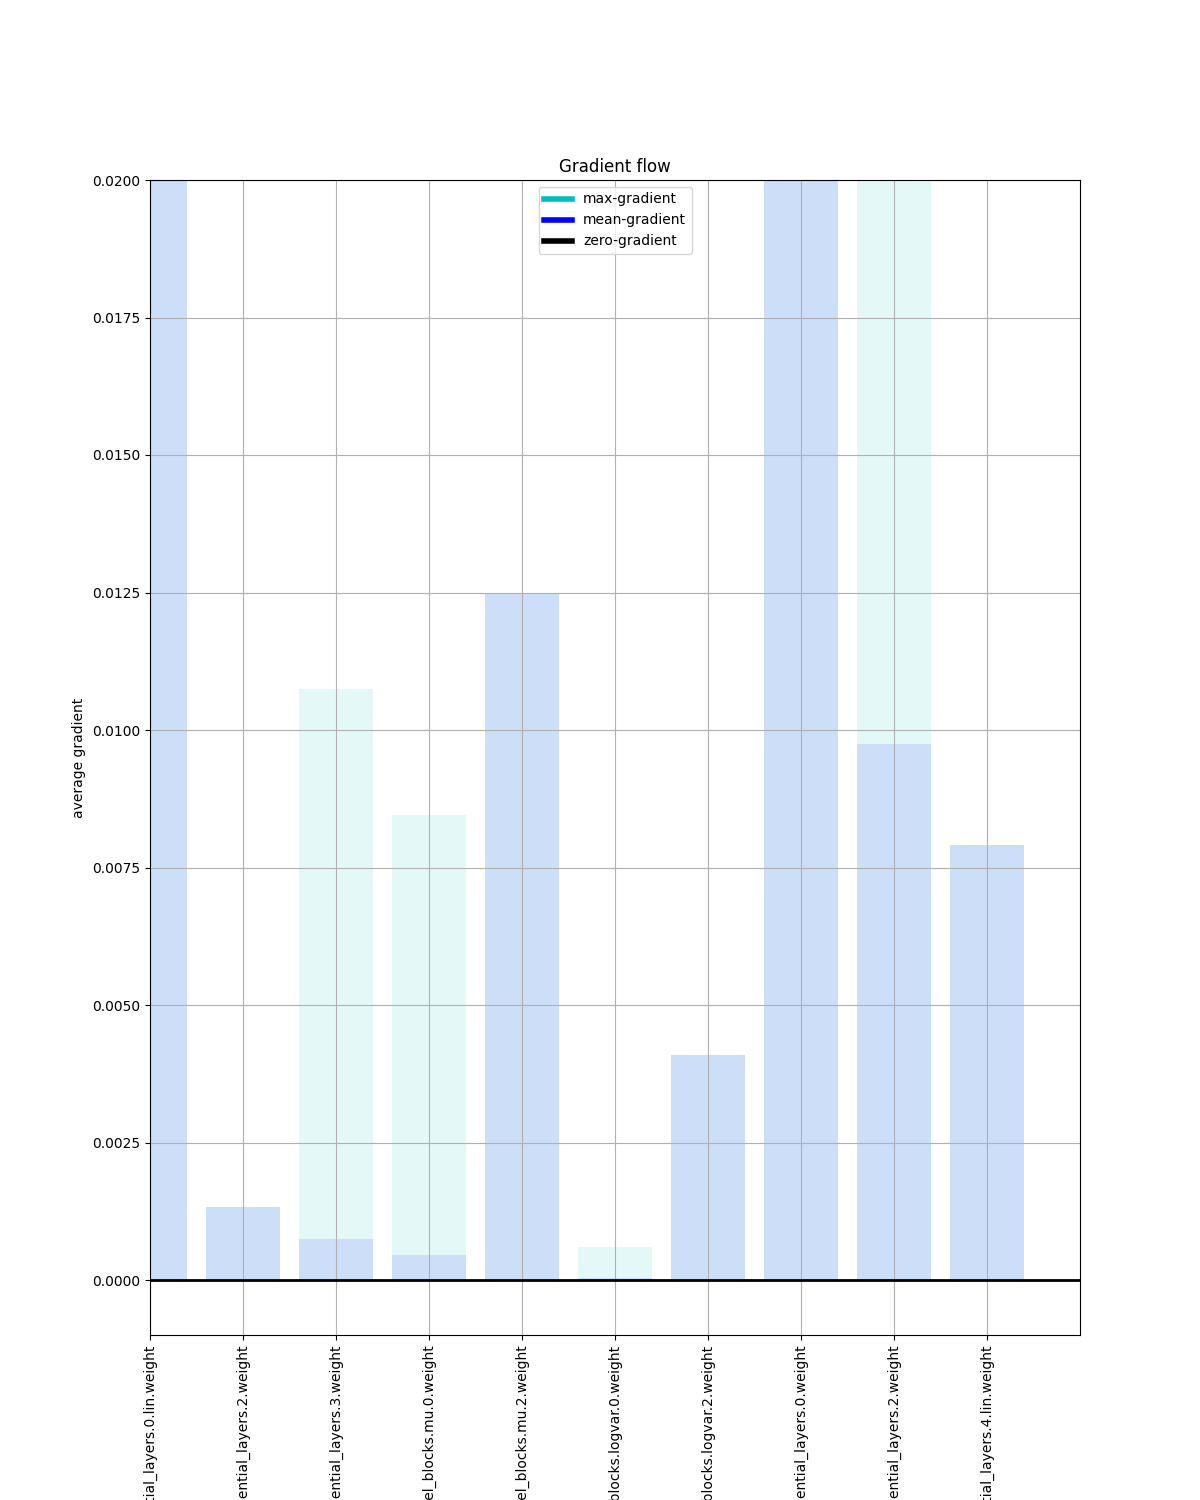 Gradient flow
max-gradient
mean-gradient
zero-gradient
0.0200
0.0175
0.0150
0.0125
0.0100
0.0075
0.0050
0.0025
0.0000
average gradient
tial_layers.0.lin.weight
ential_layers.2.weight
ential_layers.3.weight
el_blocks.mu.0.weight
el_blocks.mu.2.weight
blocks.logvar.0.weight
blocks.logvar.2.weight
ential_layers.0.weight
ential_layers.2.weight
tial_layers.4.lin.weight